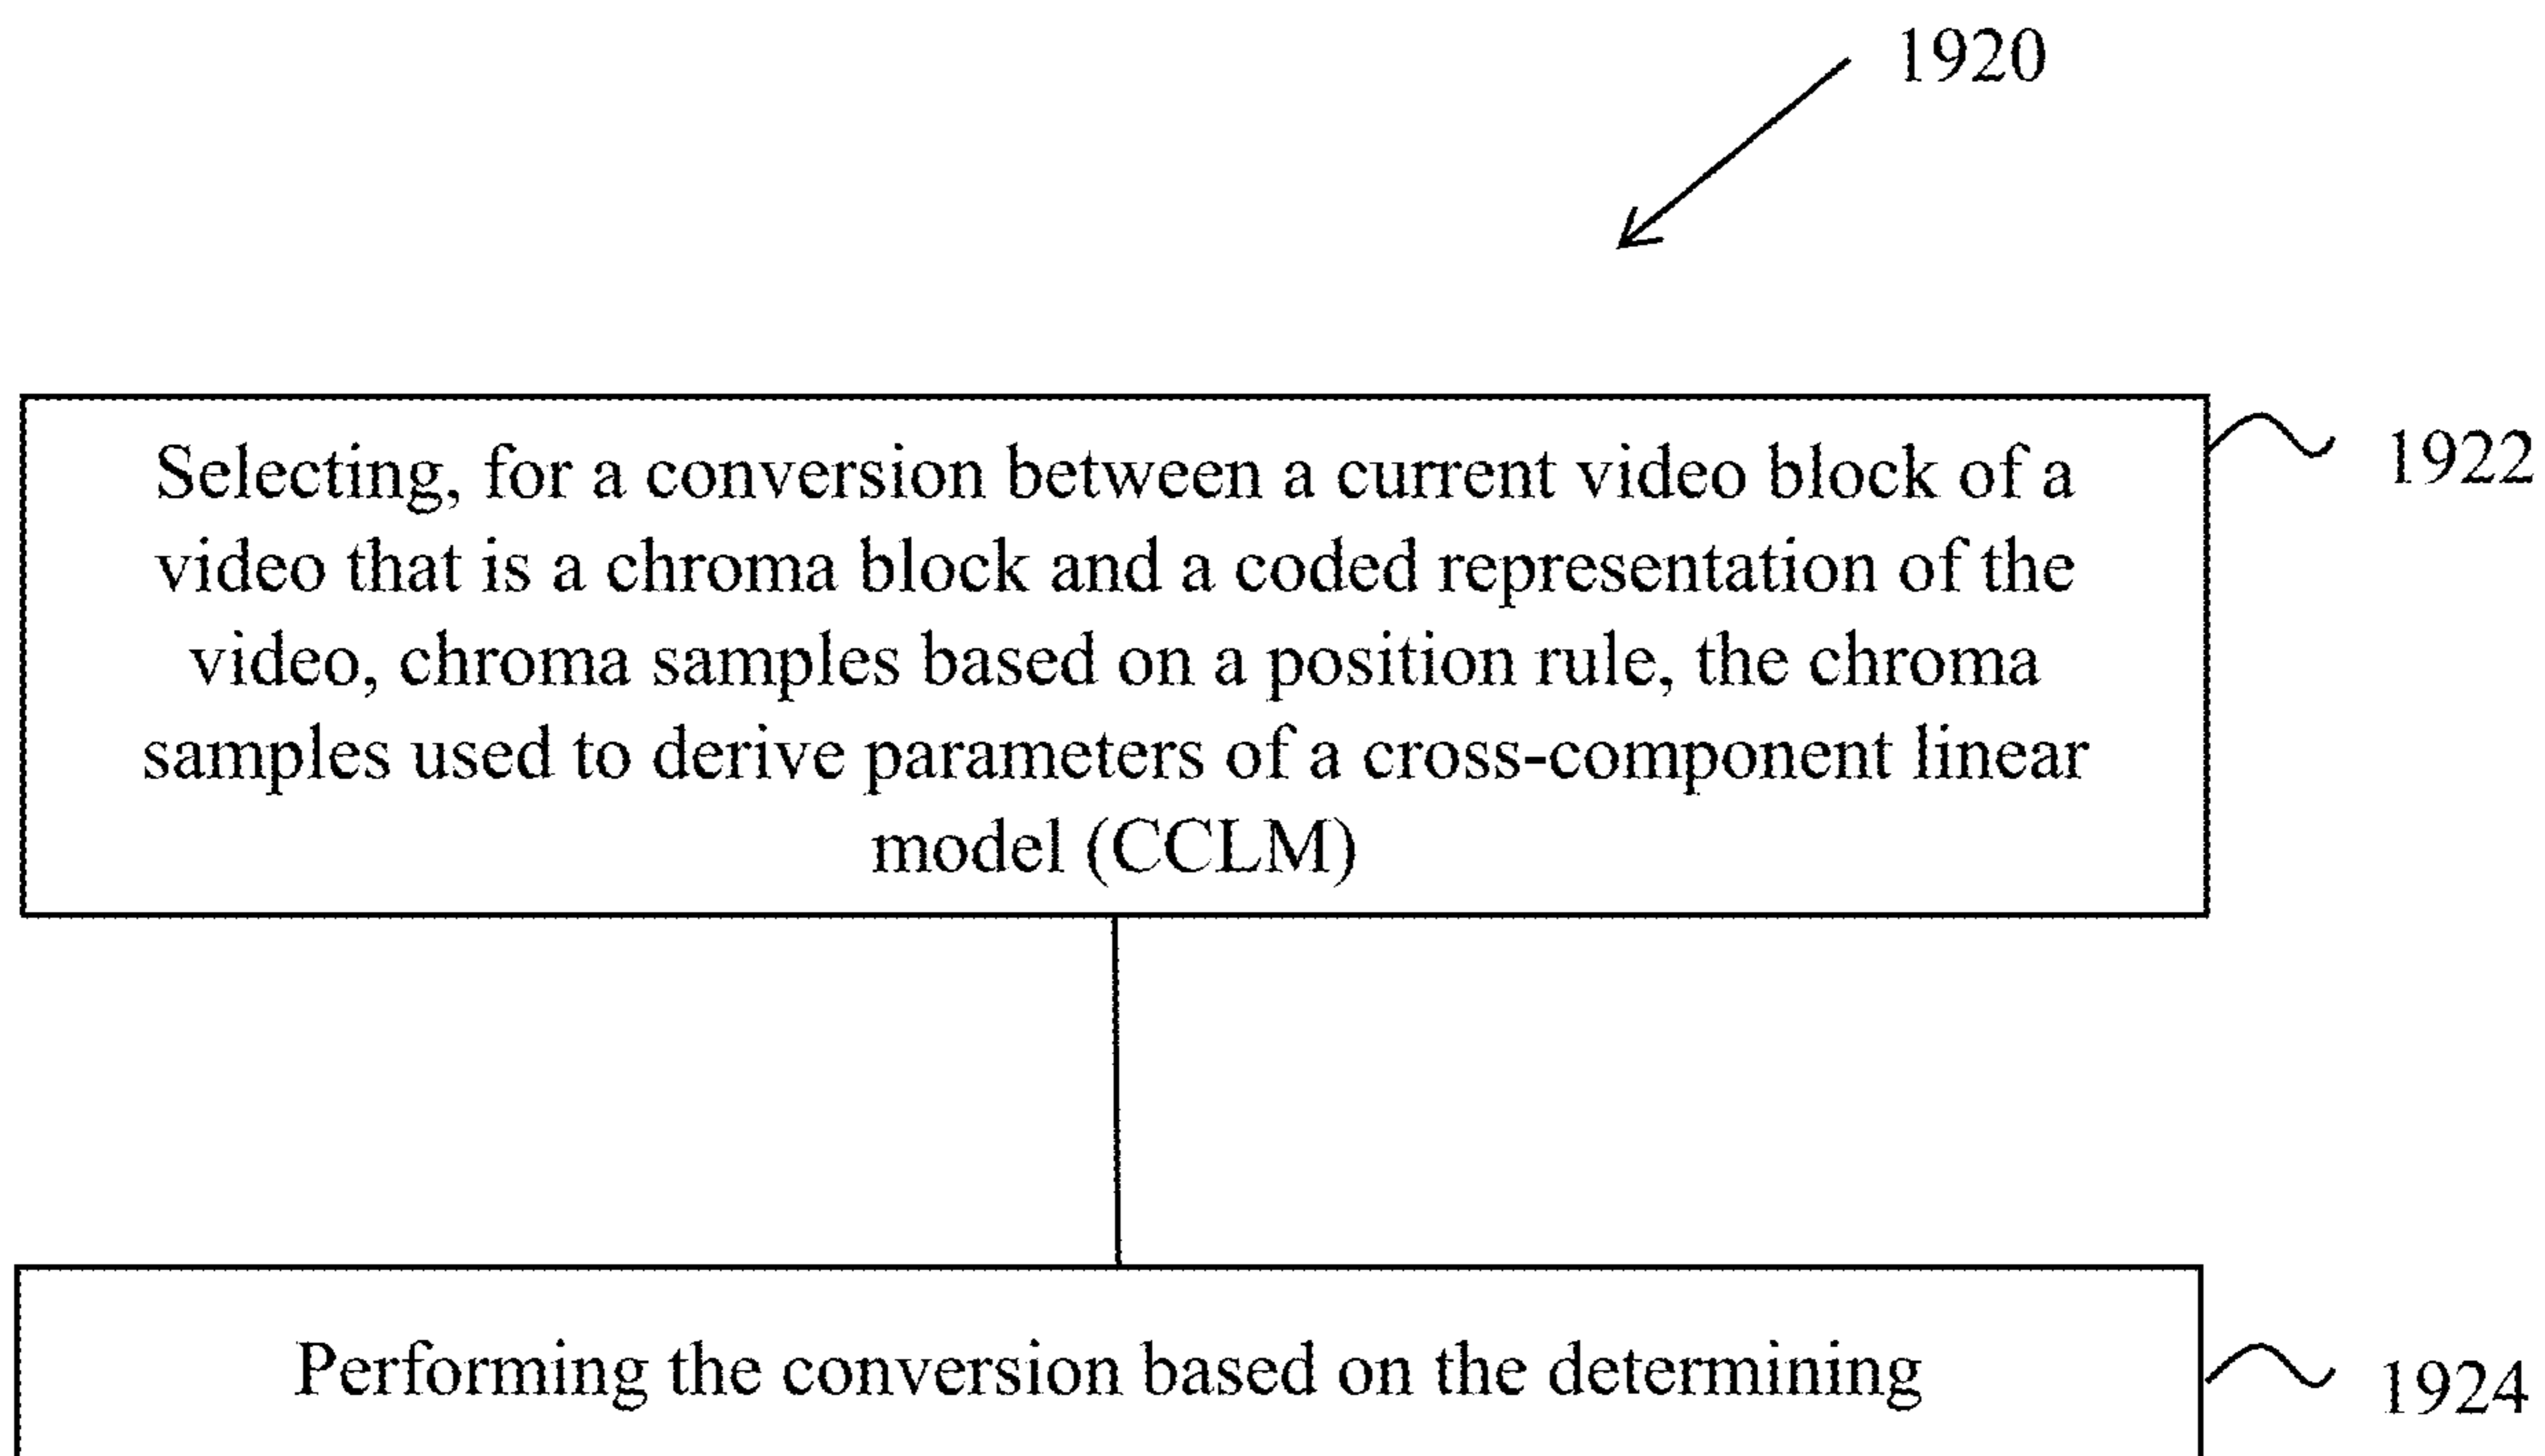 1920
Selecting, for a conversion between a current video block of a
video that is a chroma block and a coded representation of the
video, chroma samples based on a position rule, the chroma
samples used to derive parameters of a cross-component linear
model (CCLM)
1922
Performing the conversion based on the determining
1924